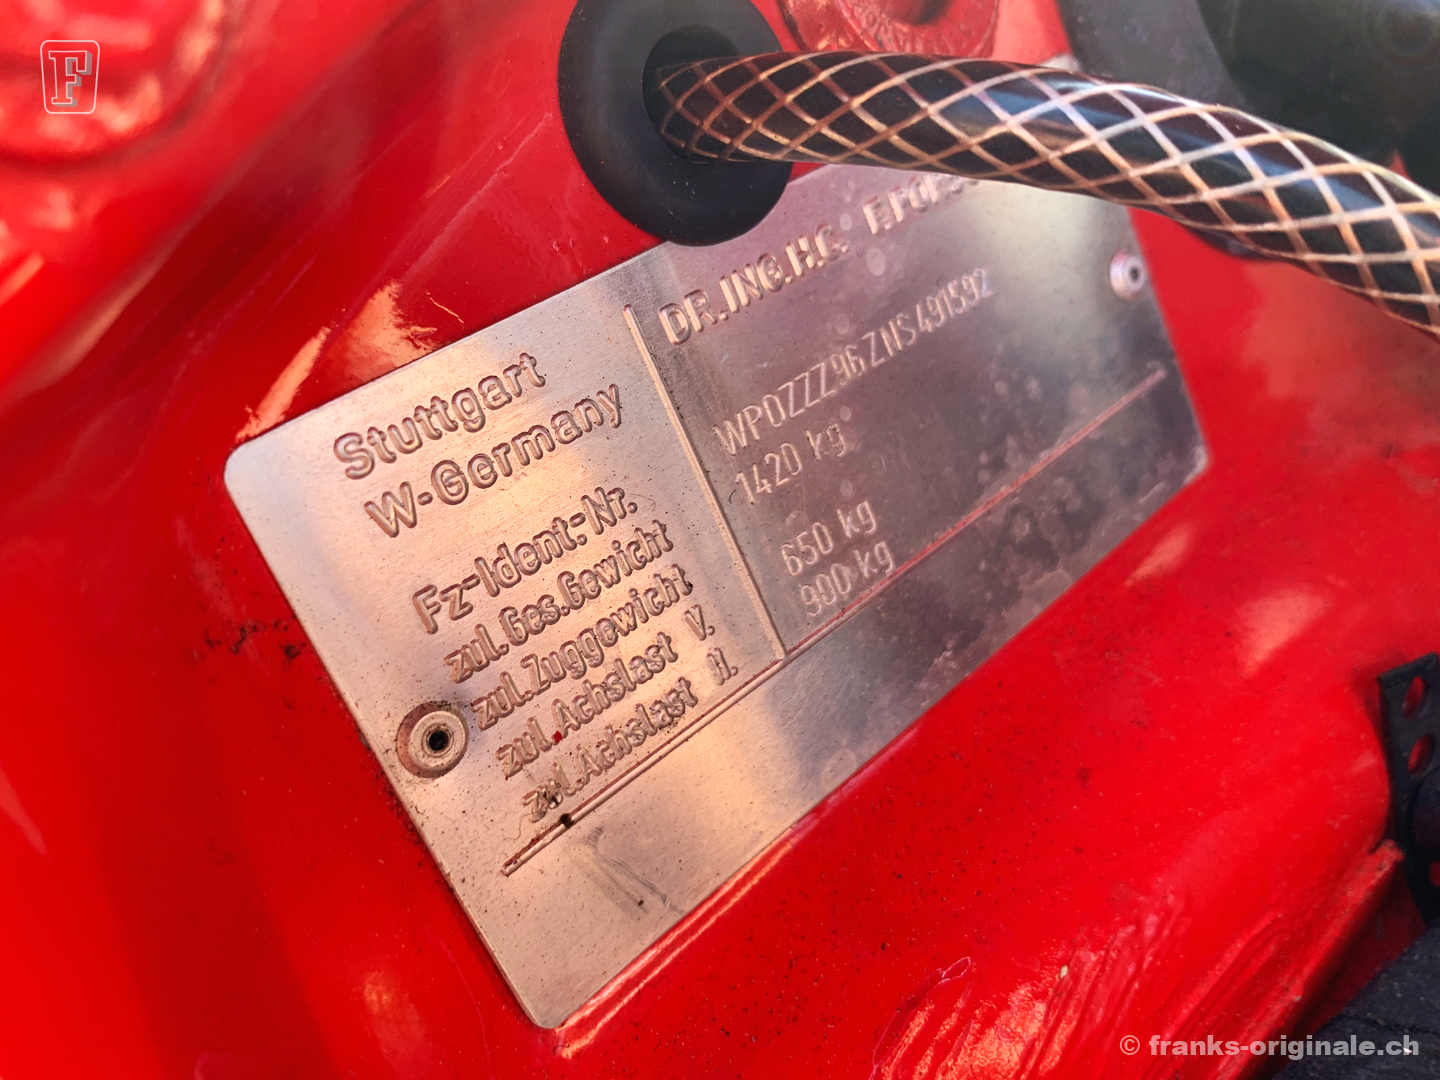 F
DR.ING.H.C.
Stuttgart
W-Germany
Fz-Ident.-Nr. WP0ZZZ96ZNS491592
zul.Ges.Gewicht 1420 kg
zul.Zuggewicht
zul.Achslast V. 650 kg
zul.Achslast H. 900 kg
© franks-originale.ch